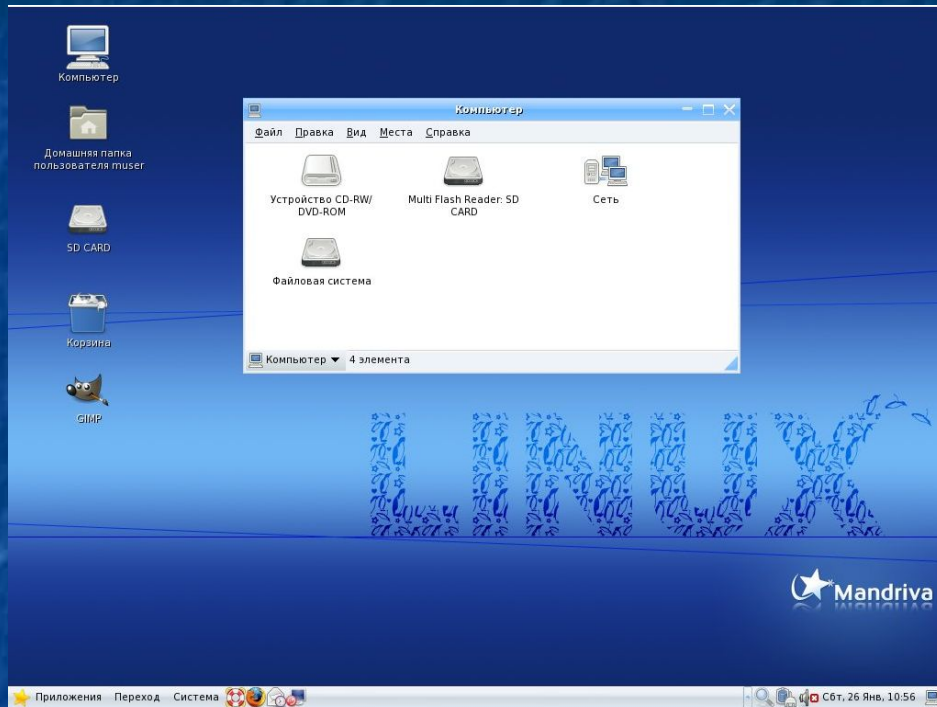 Компьютер
Домашняя папка
пользователя muser
SD CARD
Корзина
GIMP
Компьютер
Файл Правка Вид Места Справка
Устройство CD-RW/
DVD-ROM
Multi Flash Reader: SD
CARD
Сеть
Файловая система
Компьютер 4 элемента
LINUX
Mandriva
Приложения Переход Система
Сбт, 26 Янв, 10:56